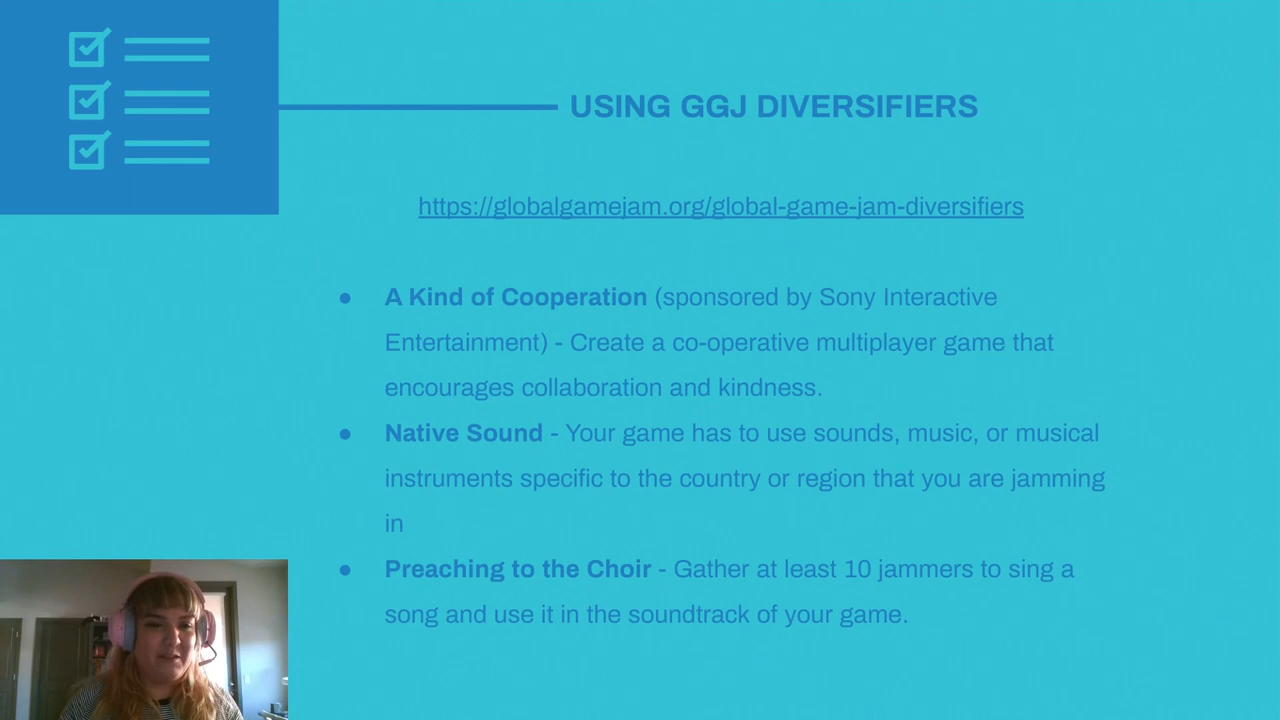 USING GGJ DIVERSIFIERS
https://globalgamejam.org/global-game-jam-diversifiers
● A Kind of Cooperation (sponsored by Sony Interactive
Entertainment) - Create a co-operative multiplayer game that
encourages collaboration and kindness.
● Native Sound - Your game has to use sounds, music, or musical
instruments specific to the country or region that you are jamming
in
● Preaching to the Choir - Gather at least 10 jammers to sing a
song and use it in the soundtrack of your game.